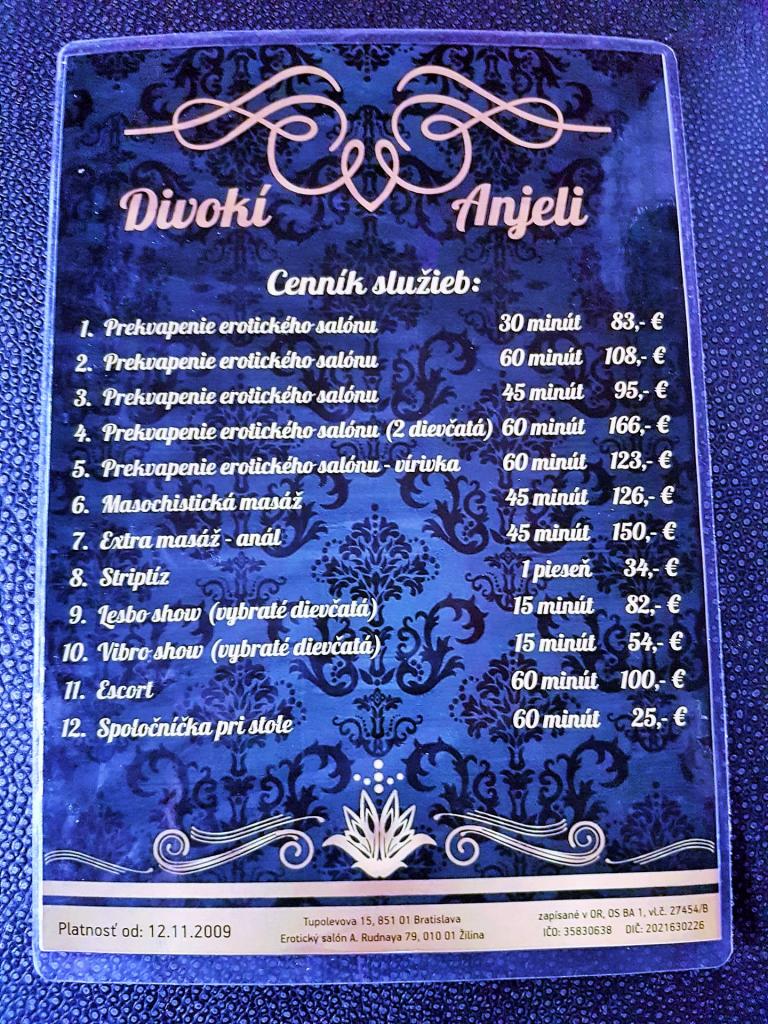 Divokí Anjeli
Cenník služieb:
1. Prekvapenie erotického salónu 30 minút 83,- €
2. Prekvapenie erotického salónu 60 minút 108,- €
3. Prekvapenie erotického salónu 45 minút 95,- €
4. Prekvapenie erotického salónu (2 dievčatá) 60 minút 166,- €
5. Prekvapenie erotického salónu - vírivka 60 minút 123,- €
6. Masochistická masáž 45 minút 126,- €
7. Extra masáž - anál 45 minút 150,- €
8. Striptíz 1 pieseň 34,- €
9. Lesbo show (vybraté dievčatá) 15 minút 82,- €
10. Vibro show (vybraté dievčatá) 15 minút 54,- €
11. Escort 60 minút 100,- €
12. Spoločníčka pri stole 60 minút 25,- €
Platnosť od: 12.11.2009
Tupolevova 15, 851 01 Bratislava
Erotický salón A. Rudnaya 79, 010 01 Žilina
zapísané v OR, OS BA 1, vl.č. 27454/B
IČO: 35830638 DIČ: 2021630226